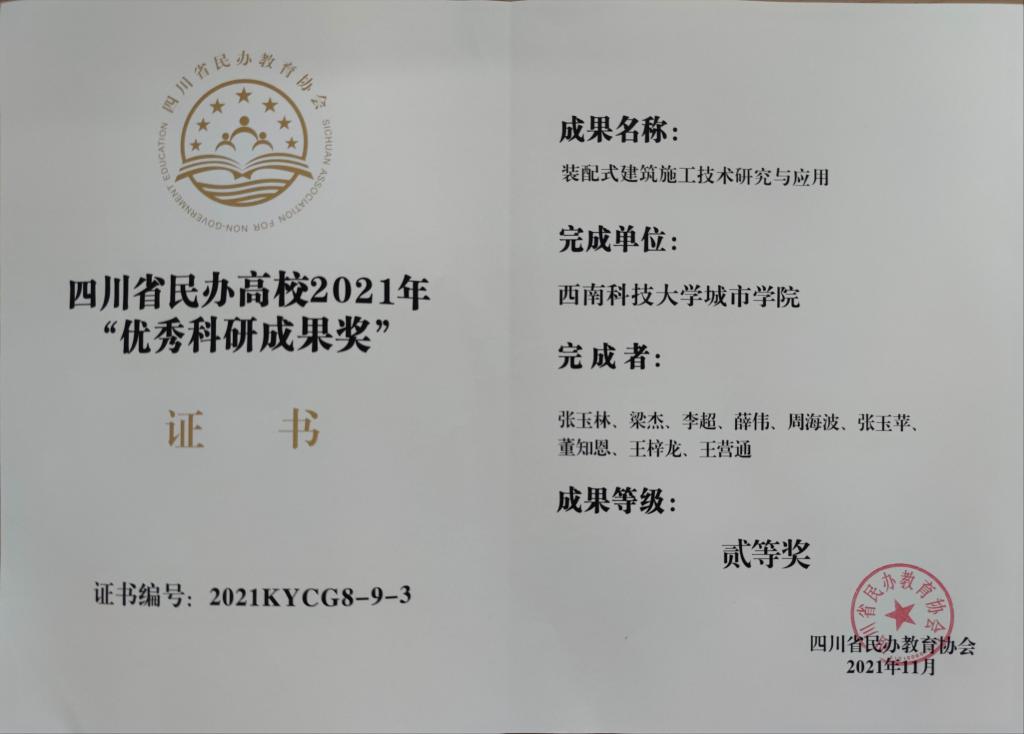 四川省民办教育协会
SICHUAN ASSOCIATION FOR NON-GOVERNMENT EDUCATION
四川省民办高校2021年
“优秀科研成果奖”
证 书
证书编号：2021KYCG8-9-3
成果名称：
装配式建筑施工技术研究与应用
完成单位：
西南科技大学城市学院
完 成 者：
张玉林、梁杰、李超、薛伟、周海波、张玉苹、
董知恩、王梓龙、王营通
成果等级：
贰等奖
四川省民办教育协会
四川省民办教育协会
2021年11月